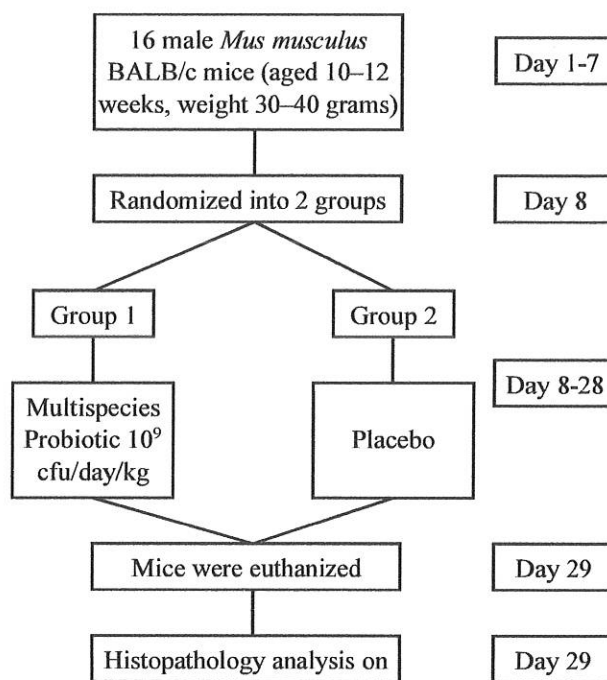 16 male Mus musculus
BALB/c mice (aged 10–12
weeks, weight 30–40 grams)
Day 1-7
Randomized into 2 groups
Day 8
Group 1
Group 2
Multispecies
Probiotic 10⁹
cfu/day/kg
Placebo
Day 8-28
Mice were euthanized
Day 29
Histopathology analysis on
Day 29